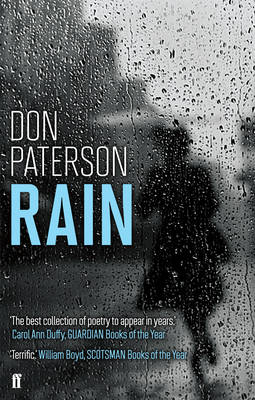 DON
PATERSON
RAIN
'The best collection of poetry to appear in years,'
Carol Ann Duffy, GUARDIAN Books of the Year
'Terrific,' William Boyd, SCOTSMAN Books of the Year
ff